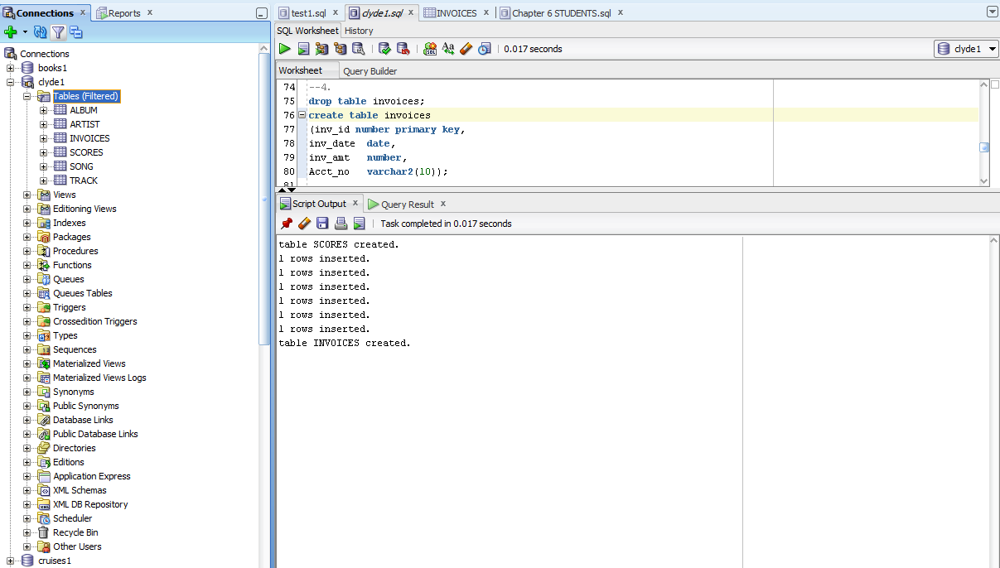 Connections
Reports
Connections
books1
clyde1
Tables (Filtered)
ALBUM
ARTIST
INVOICES
SCORES
SONG
TRACK
Views
Editioning Views
Indexes
Packages
Procedures
Functions
Queues
Queues Tables
Triggers
Crossedition Triggers
Types
Sequences
Materialized Views
Materialized Views Logs
Synonyms
Public Synonyms
Database Links
Public Database Links
Directories
Editions
Application Express
XML Schemas
XML DB Repository
Scheduler
Recycle Bin
Other Users
cruises1
test1.sql
clyde1.sql
INVOICES
Chapter 6 STUDENTS.sql
SQL Worksheet History
0.017 seconds
clyde1
Worksheet Query Builder
74 --4.
75 drop table invoices;
76 create table invoices
77 (inv_id number primary key,
78 inv_date date,
79 inv_amt number,
80 Acct_no varchar2(10));
81
Script Output
Query Result
Task completed in 0.017 seconds
table SCORES created.
1 rows inserted.
1 rows inserted.
1 rows inserted.
1 rows inserted.
1 rows inserted.
1 rows inserted.
table INVOICES created.